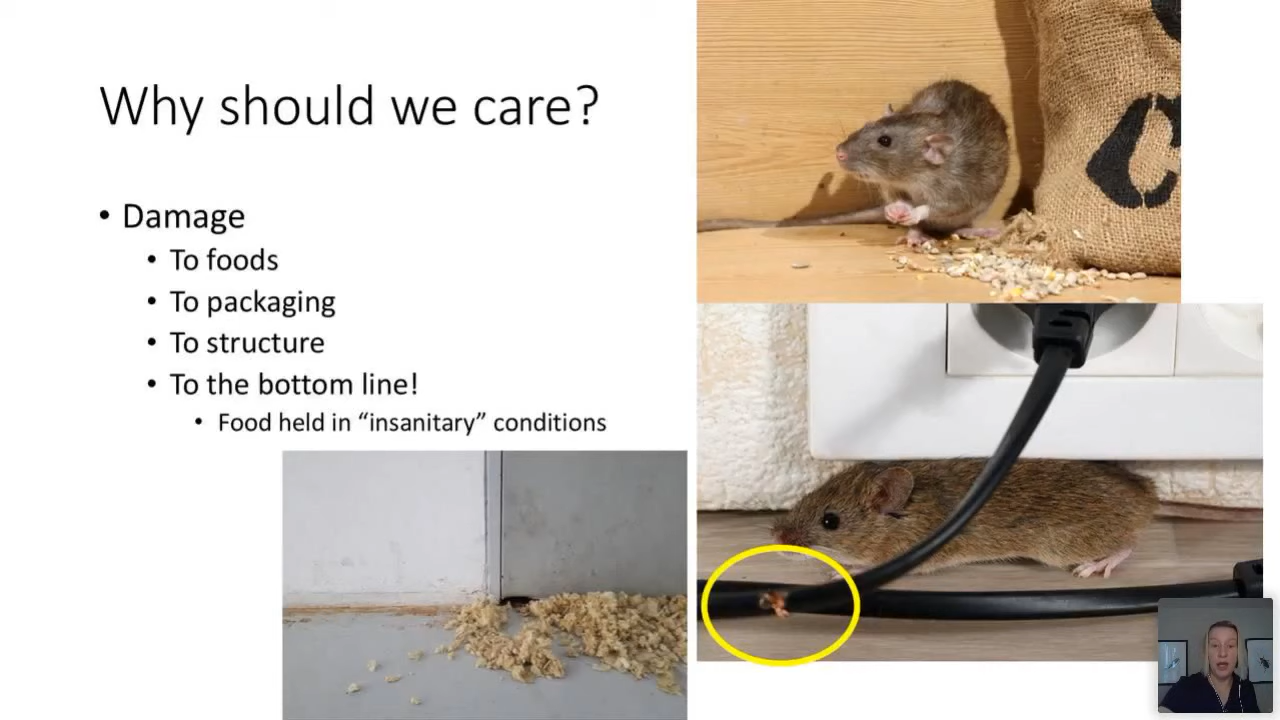 Why should we care?
• Damage
• To foods
• To packaging
• To structure
• To the bottom line!
• Food held in “insanitary” conditions
C